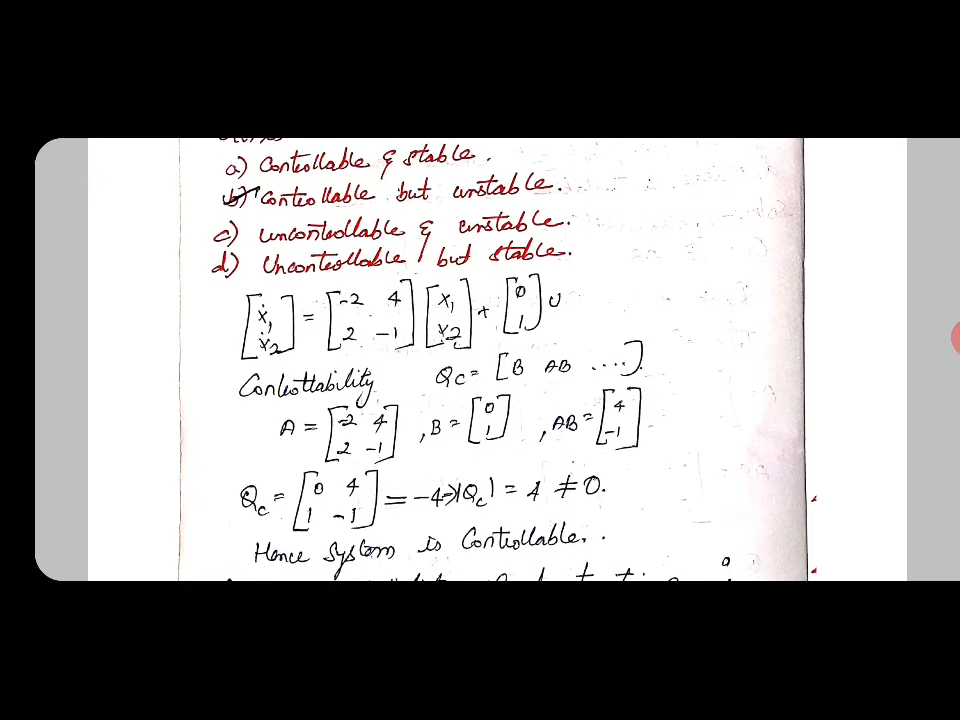 a) Controllable & stable.
b) Controllable but unstable.
c) uncontrollable & unstable.
d) Uncontrollable but stable.
[ẋ1 ẋ2] = [-2 4 2 -1] [x1 x2] + [0 1] U
Controllability Qc = [B AB ....].
A = [-2 4 2 -1], B = [0 1], AB = [4 -1]
Qc = [0 4 1 -1] = -4 → |Qc| = 4 ≠ 0.
Hence System is Controllable..